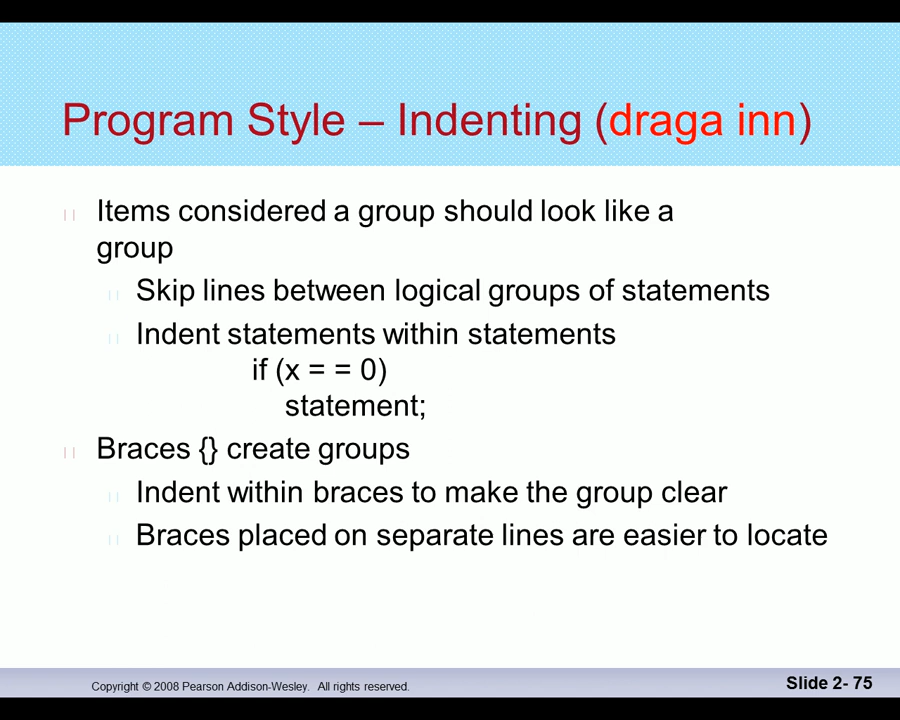 Program Style – Indenting (draga inn)
Items considered a group should look like a
group
Skip lines between logical groups of statements
Indent statements within statements
if (x = = 0)
statement;
Braces {} create groups
Indent within braces to make the group clear
Braces placed on separate lines are easier to locate
Copyright © 2008 Pearson Addison-Wesley. All rights reserved.
Slide 2- 75